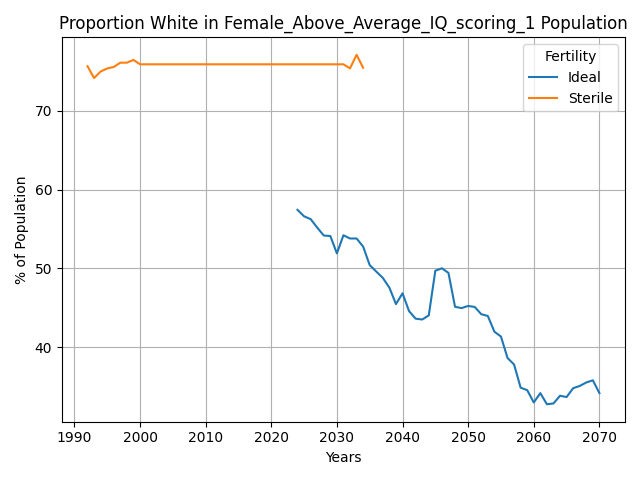 Proportion White in Female_Above_Average_IQ_scoring_1 Population
Fertility
Ideal
Sterile
% of Population
70
60
50
40
1990
2000
2010
2020
2030
2040
2050
2060
2070
Years